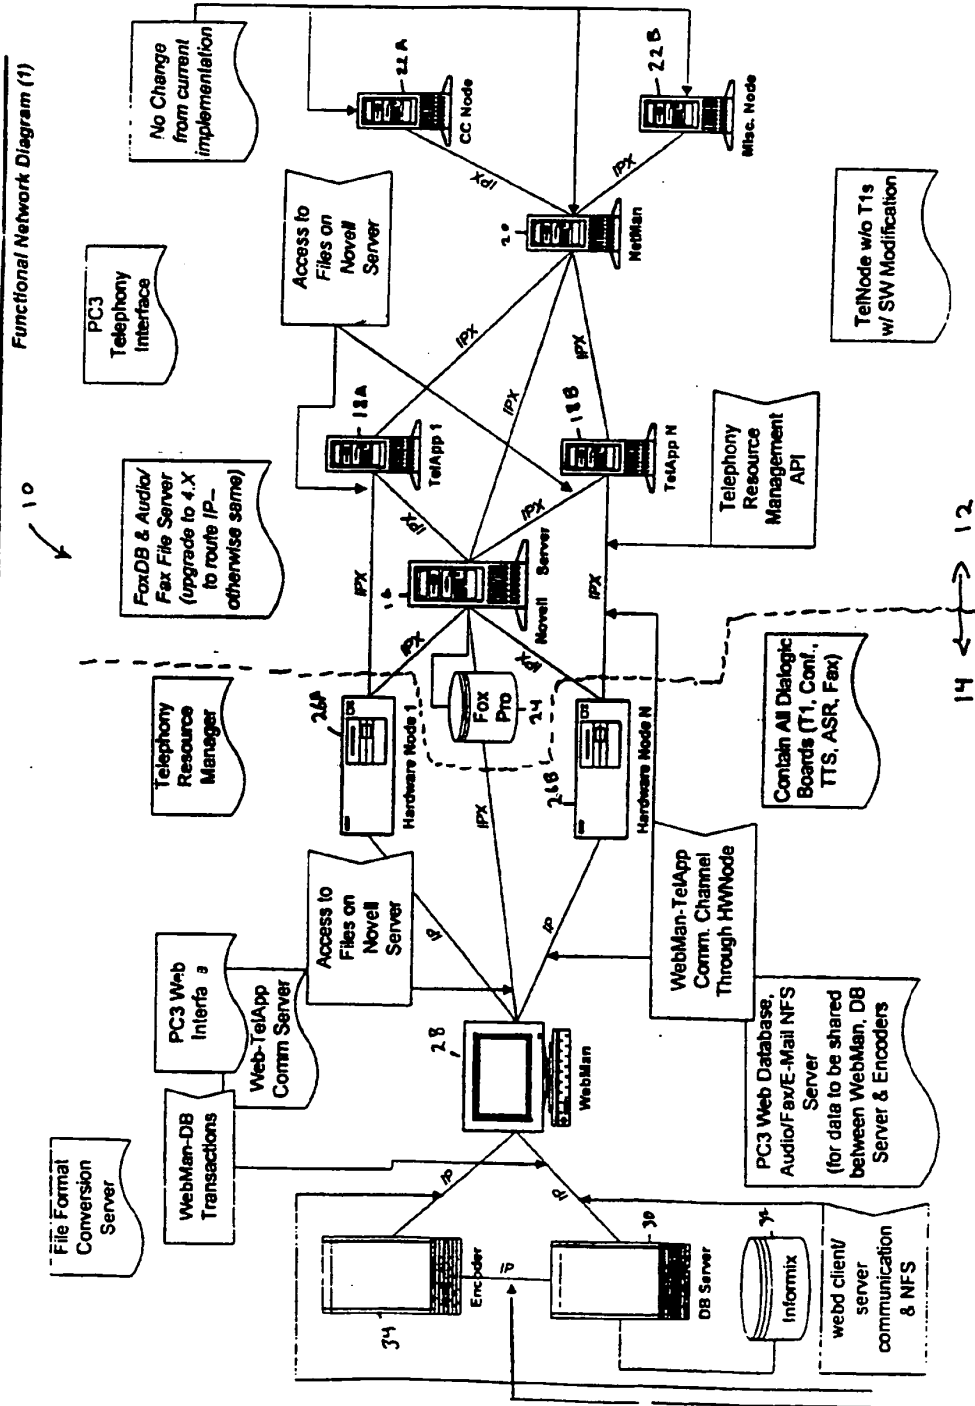 Functional Network Diagram (1)
10
No Change
from current
implementation
22A
CC Node
22B
Misc. Node
IPX
IPX
20
NetMan
Access to
Files on
Novell
Server
PC3
Telephony
Interface
TelNode w/o T1s
w/ SW Modification
IPX
IPX
IPX
18A
TelApp 1
18B
TelApp N
Telephony
Resource
Management
API
FoxDB & Audio/
Fax File Server
(upgrade to 4.X
to route IP_
otherwise same)
IPX
IPX
IPX
IPX
Novell Server
12
14
IPX
IPX
Telephony
Resource
Manager
26A
Hardware Node 1
Fox
Pro
24
26B
Hardware Node N
Contain All Dialogic
Boards (T1, Conf.,
TTS, ASR, Fax)
IPX
IP
IP
Access to
Files on
Novell
Server
WebMan-TelApp
Comm. Channel
Through HWNode
PC3 Web
Web-TelApp
Comm Server
28
WebMan
PC3 Web Database,
Audio/Fax/E-Mail NFS
Server
(for data to be shared
between WebMan, DB
Server & Encoders
WebMan-DB
Transactions
File Format
Conversion
Server
IP
IP
34
Encoder
IP
30
DB Server
Informix
webd client/
server
communication
& NFS